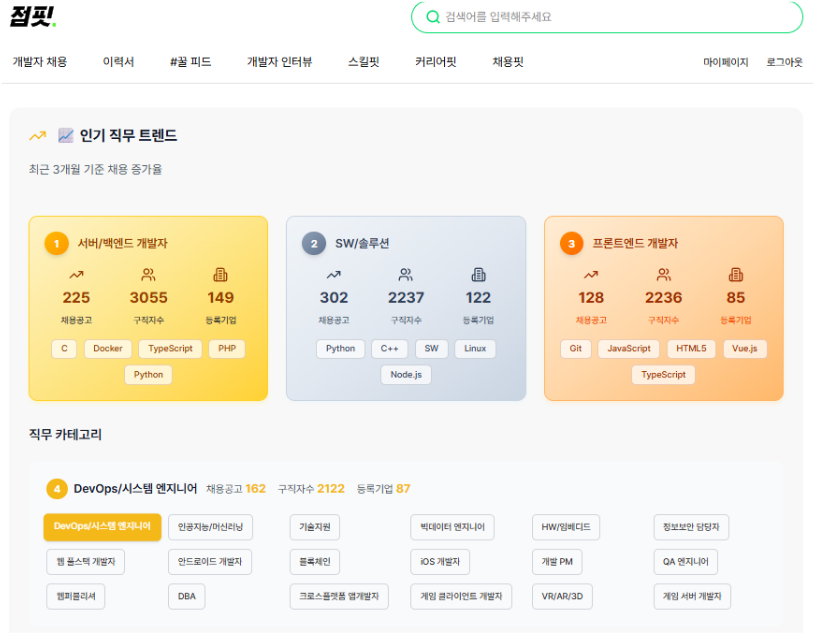 점핏.
검색어를 입력해주세요
개발자 채용 이력서 #꿀 피드 개발자 인터뷰 스킬핏 커리어핏 채용핏 마이페이지 로그아웃
인기 직무 트렌드
최근 3개월 기준 채용 증가율
1 서버/백엔드 개발자
225 3055 149
채용공고 구직자수 등록기업
C Docker TypeScript PHP
Python
2 SW/솔루션
302 2237 122
채용공고 구직자수 등록기업
Python C++ SW Linux
Node.js
3 프론트엔드 개발자
128 2236 85
채용공고 구직자수 등록기업
Git JavaScript HTML5 Vue.js
TypeScript
직무 카테고리
4 DevOps/시스템 엔지니어 채용공고 162 구직자수 2122 등록기업 87
DevOps/시스템 엔지니어 인공지능/머신러닝 기술지원 빅데이터 엔지니어 HW/임베디드 정보보안 담당자
웹 풀스택 개발자 안드로이드 개발자 블록체인 iOS 개발자 개발 PM QA 엔지니어
웹퍼블리셔 DBA 크로스플랫폼 앱개발자 게임 클라이언트 개발자 VR/AR/3D 게임 서버 개발자